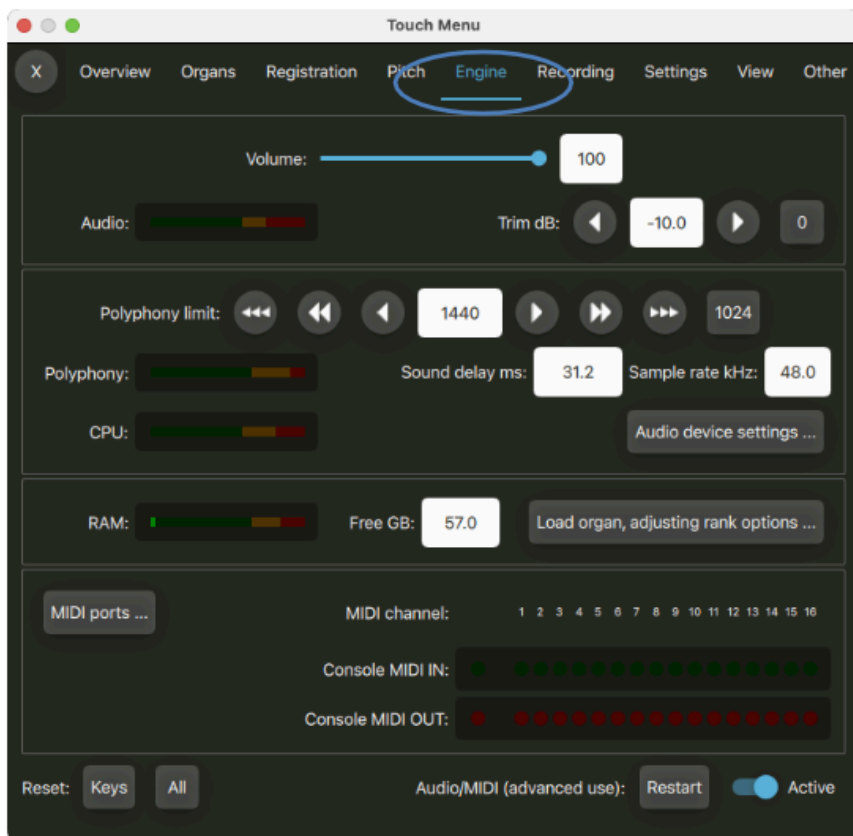 Touch Menu
X Overview Organs Registration Pitch Engine Recording Settings View Other
Volume: 100
Audio: Trim dB: -10.0 0
Polyphony limit: 1440 1024
Polyphony: Sound delay ms: 31.2 Sample rate kHz: 48.0
CPU: Audio device settings ...
RAM: Free GB: 57.0 Load organ, adjusting rank options ...
MIDI ports ... MIDI channel: 1 2 3 4 5 6 7 8 9 10 11 12 13 14 15 16
Console MIDI IN:
Console MIDI OUT:
Reset: Keys All Audio/MIDI (advanced use): Restart Active